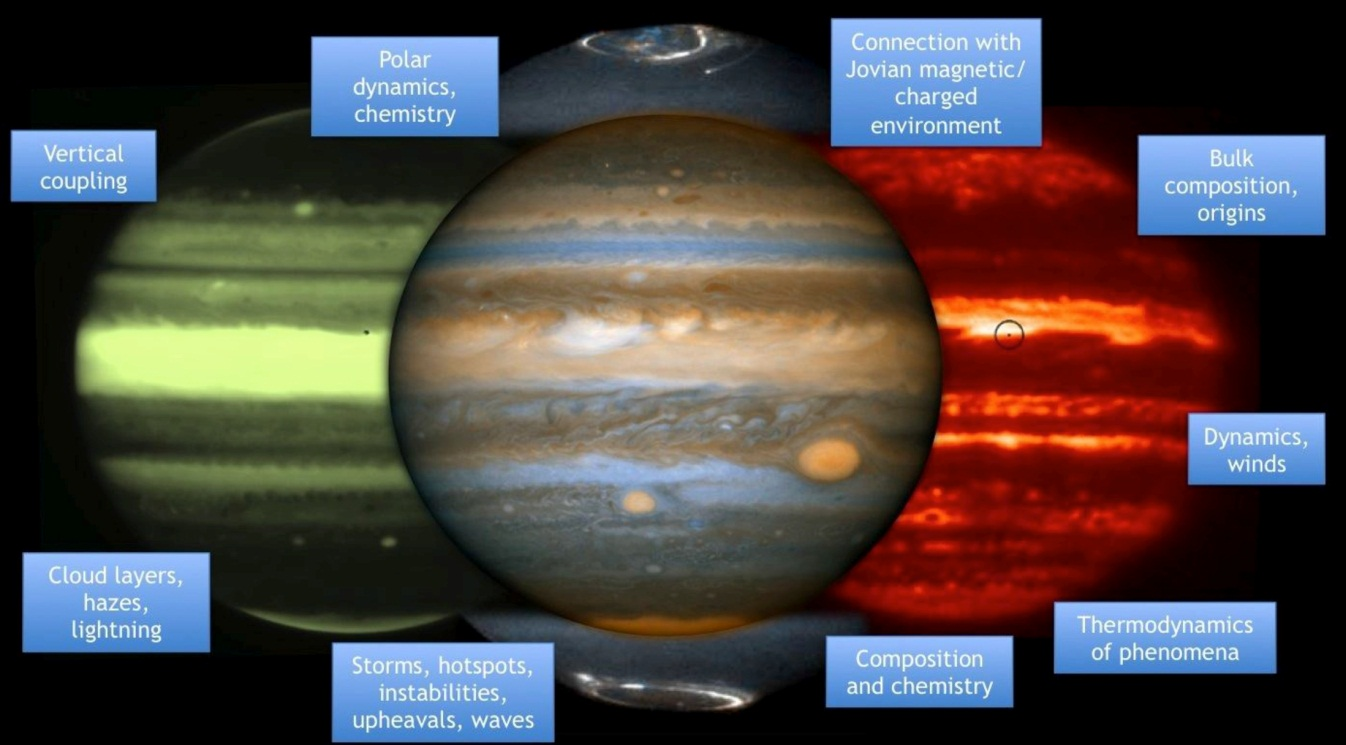 Polar
dynamics,
chemistry
Connection with
Jovian magnetic/
charged
environment
Vertical
coupling
Bulk
composition,
origins
Dynamics,
winds
Cloud layers,
hazes,
lightning
Thermodynamics
of phenomena
Storms, hotspots,
instabilities,
upheavals, waves
Composition
and chemistry